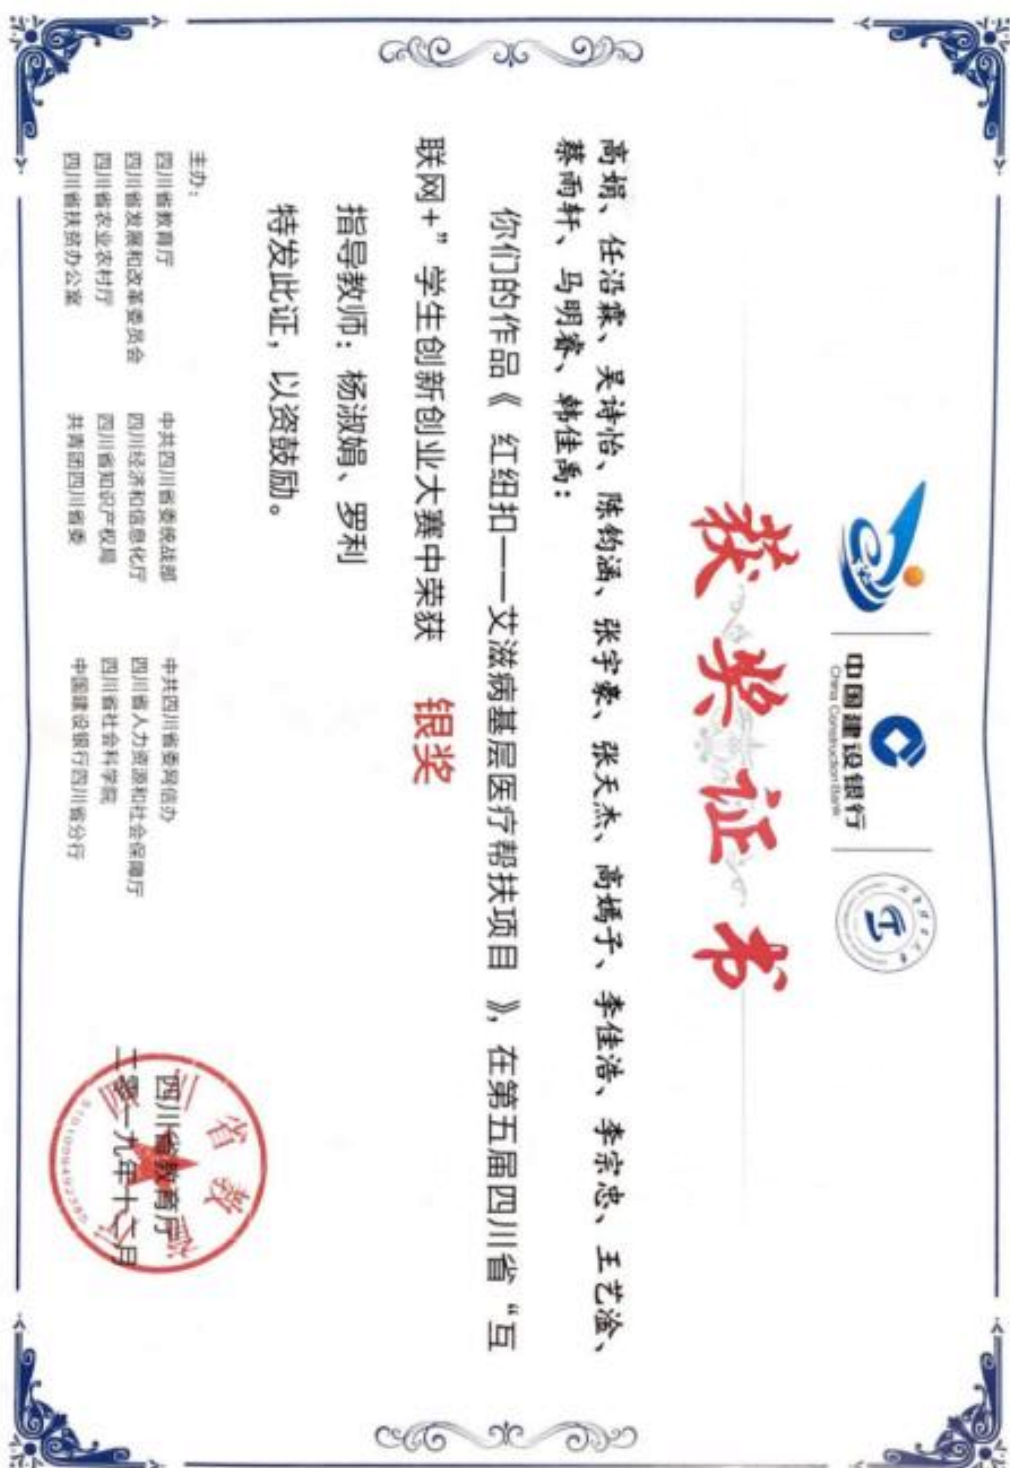 中国建设银行
China Construction Bank
获奖证书
高娟、任沿霖、吴诗怡、陈钧涵、张宇豪、张天杰、高嫣子、李佳浩、李宗忠、王艺淦、
蔡雨轩、马明睿、韩佳禹：
你们的作品《 红纽扣——艾滋病基层医疗帮扶项目 》，在第五届四川省“互
联网+”学生创新创业大赛中荣获 银奖
指导教师：杨淑娟、罗利
特发此证，以资鼓励。
主办：
四川省教育厅 中共四川省委统战部 中共四川省委网信办
四川省发展和改革委员会 四川经济和信息化厅 四川省人力资源和社会保障厅
四川省农业农村厅 四川省知识产权局 四川省社会科学院
四川省扶贫办公室 共青团四川省委 中国建设银行四川省分行
四川省教育厅
二零一九年十二月